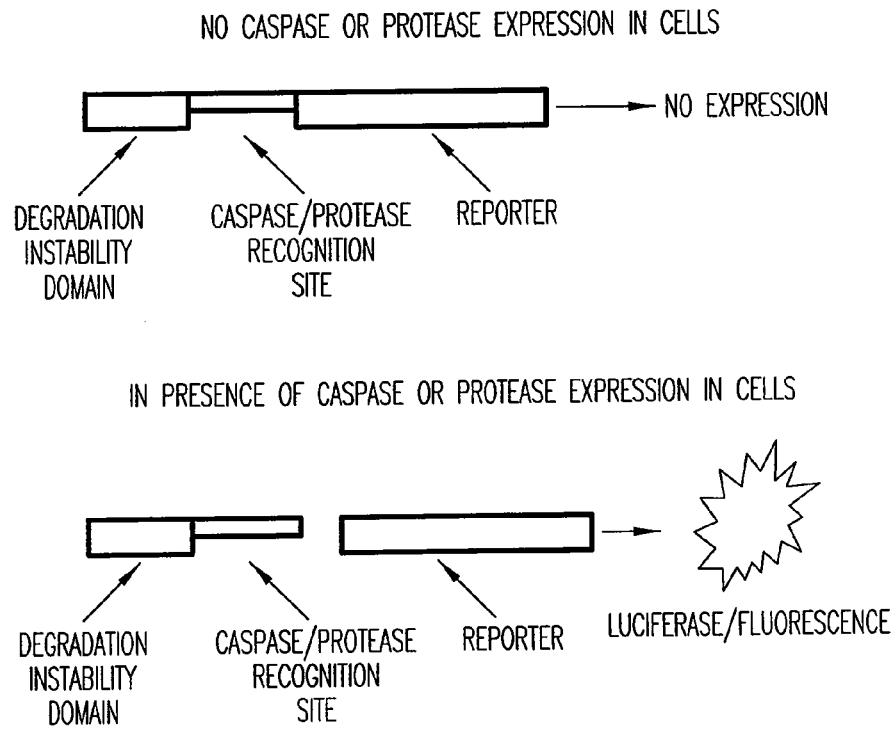 NO CASPASE OR PROTEASE EXPRESSION IN CELLS
NO EXPRESSION
DEGRADATION
INSTABILITY
DOMAIN
CASPASE/PROTEASE
RECOGNITION
SITE
REPORTER
IN PRESENCE OF CASPASE OR PROTEASE EXPRESSION IN CELLS
DEGRADATION
INSTABILITY
DOMAIN
CASPASE/PROTEASE
RECOGNITION
SITE
REPORTER
LUCIFERASE/FLUORESCENCE